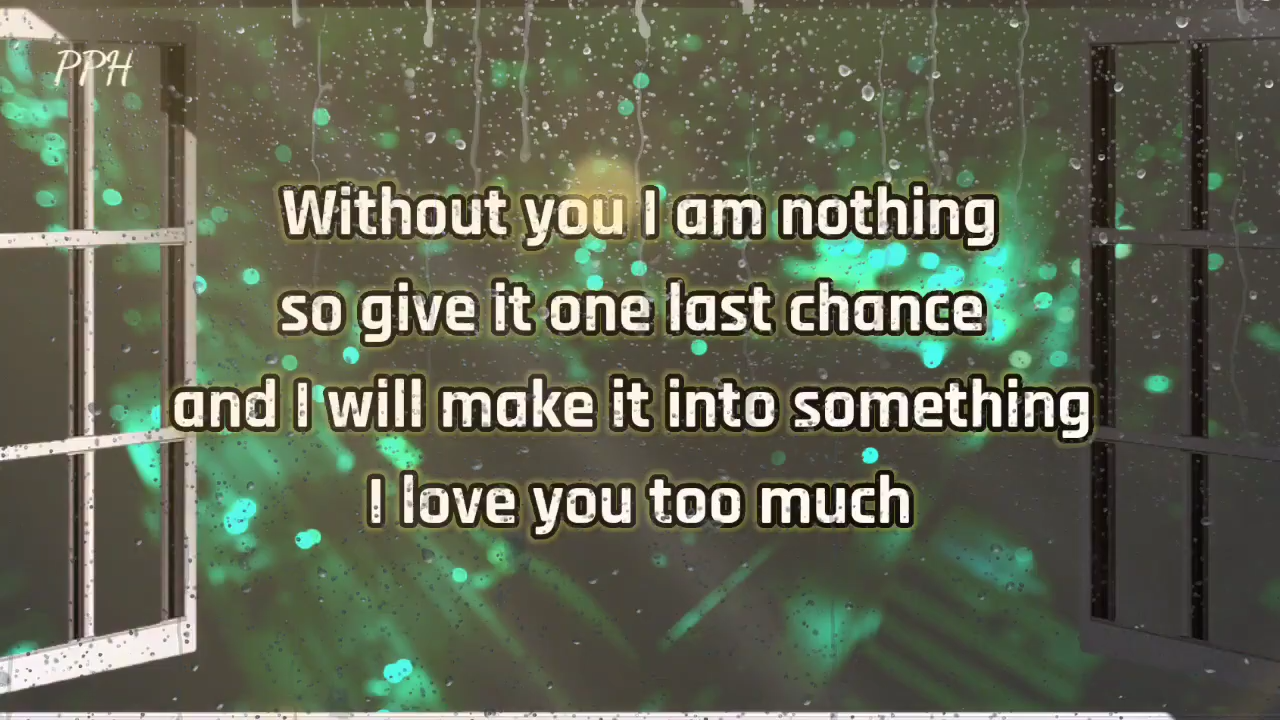 PPH
Without you I am nothing
so give it one last chance
and I will make it into something
I love you too much